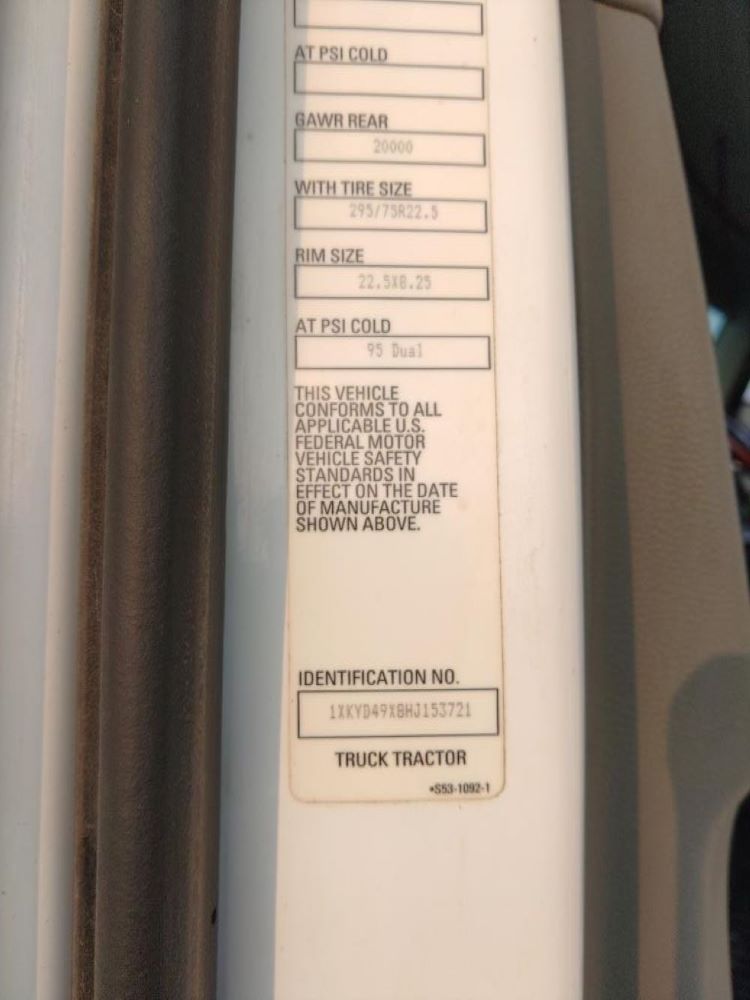 AT PSI COLD
GAWR REAR
20000
WITH TIRE SIZE
295/75R22.5
RIM SIZE
22.5X8.25
AT PSI COLD
95 Dual
THIS VEHICLE
CONFORMS TO ALL
APPLICABLE U.S.
FEDERAL MOTOR
VEHICLE SAFETY
STANDARDS IN
EFFECT ON THE DATE
OF MANUFACTURE
SHOWN ABOVE.
IDENTIFICATION NO.
1XKYD49X8HJ153721
TRUCK TRACTOR
*S53-1092-1